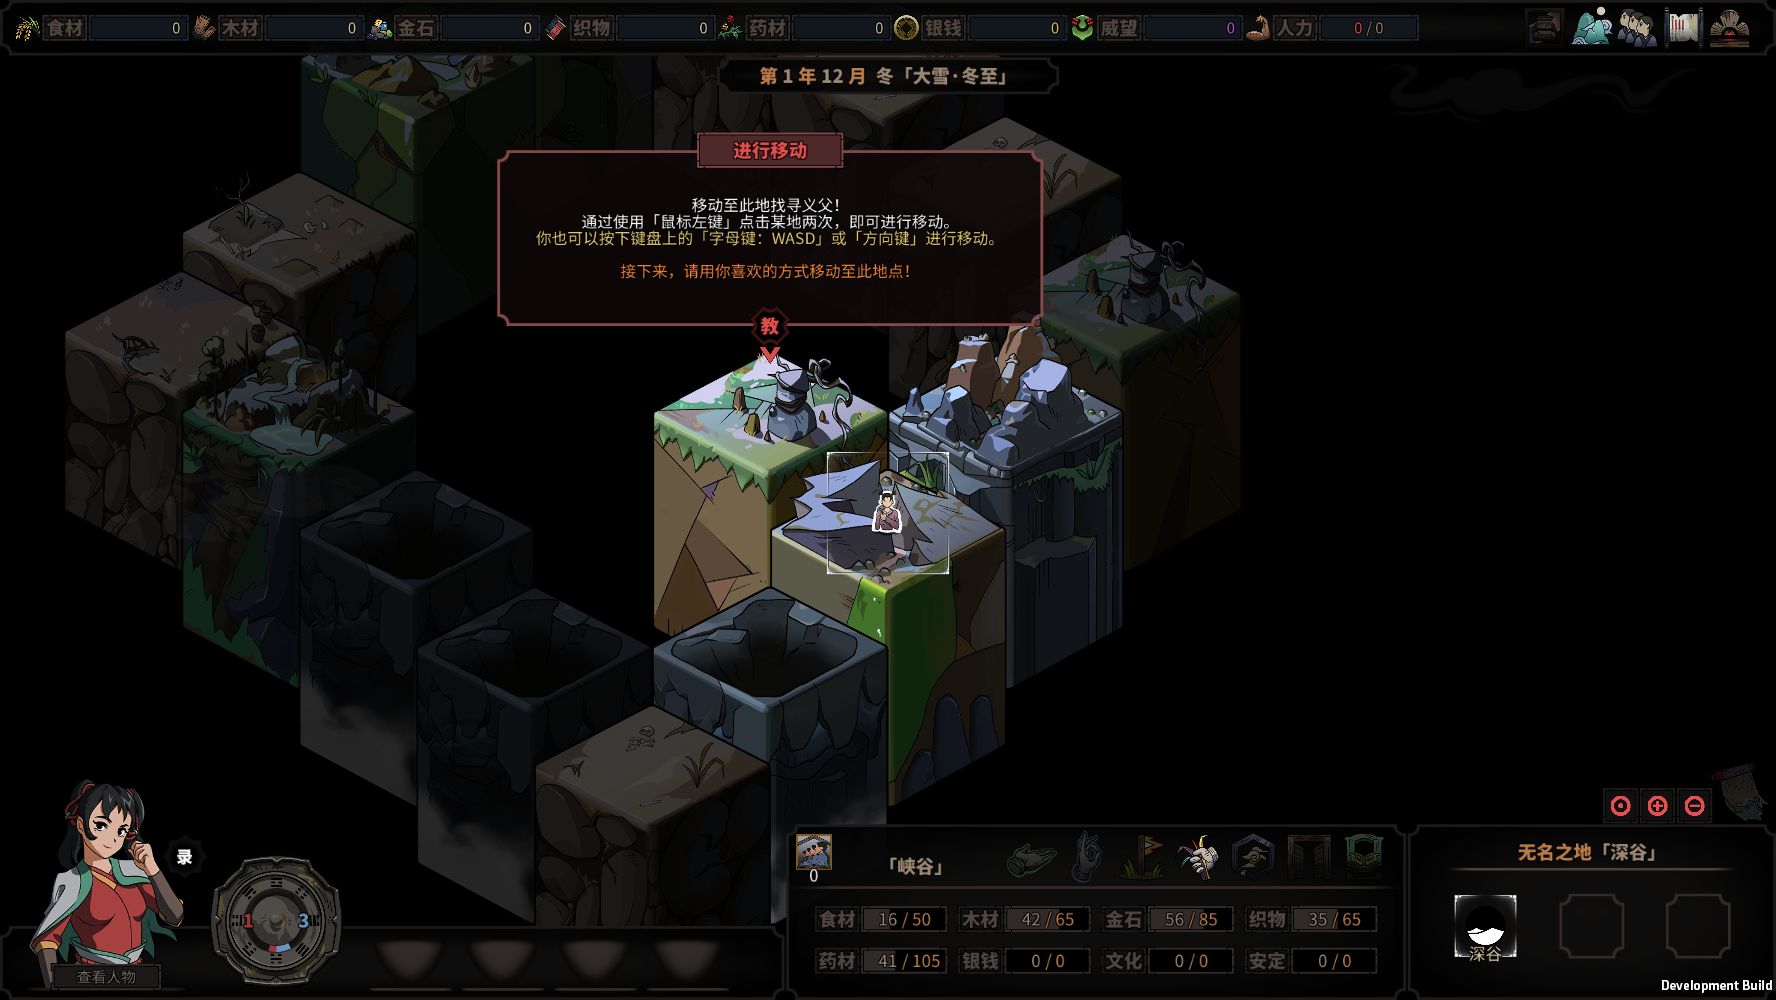 食材 0 木材 0 金石 0 织物 0 药材 0 银钱 0 威望 0 人力 0 / 0
第 1 年 12 月 冬「大雪·冬至」
进行移动
移动至此地找寻义父！
通过使用「鼠标左键」点击某地两次，即可进行移动。
你也可以按下键盘上的「字母键：WASD」或「方向键」进行移动。
接下来，请用你喜欢的方式移动至此地点！
教
录
查看人物
1 3
0
「峡谷」
食材 16 / 50 木材 42 / 65 金石 56 / 85 织物 35 / 65
药材 41 / 105 银钱 0 / 0 文化 0 / 0 安定 0 / 0
无名之地「深谷」
深谷
Development Build